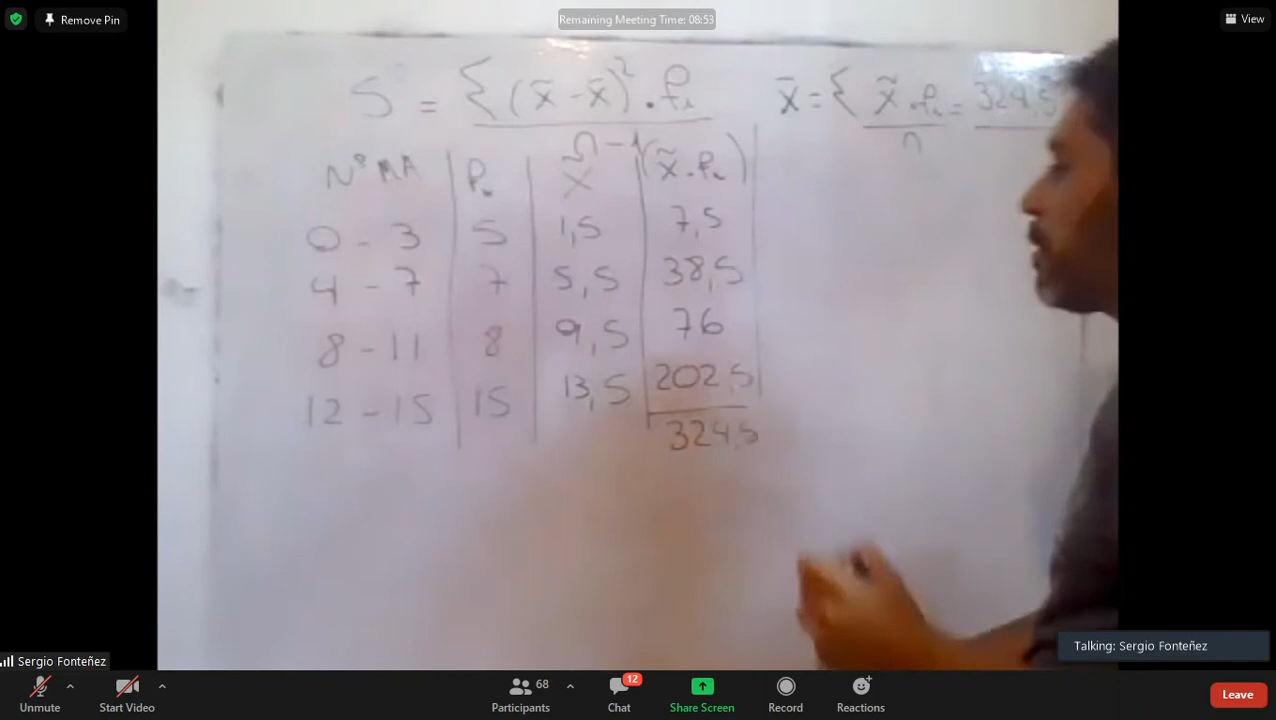 Remaining Meeting Time: 08:53
Remove Pin
View
S = Σ(x̃ - x̄)². fi
n - 1
x̄ = Σ x̃ . fi = 324,5
n
Nº AA | fi | x̃ | (x̃ . fi)
0 - 3 | 5 | 1,5 | 7,5
4 - 7 | 7 | 5,5 | 38,5
8 - 11 | 8 | 9,5 | 76
12 - 15 | 15 | 13,5 | 202,5
324,5
Talking: Sergio Fonteñez
Sergio Fonteñez
Unmute
Start Video
68
Participants
12
Chat
Share Screen
Record
Reactions
Leave